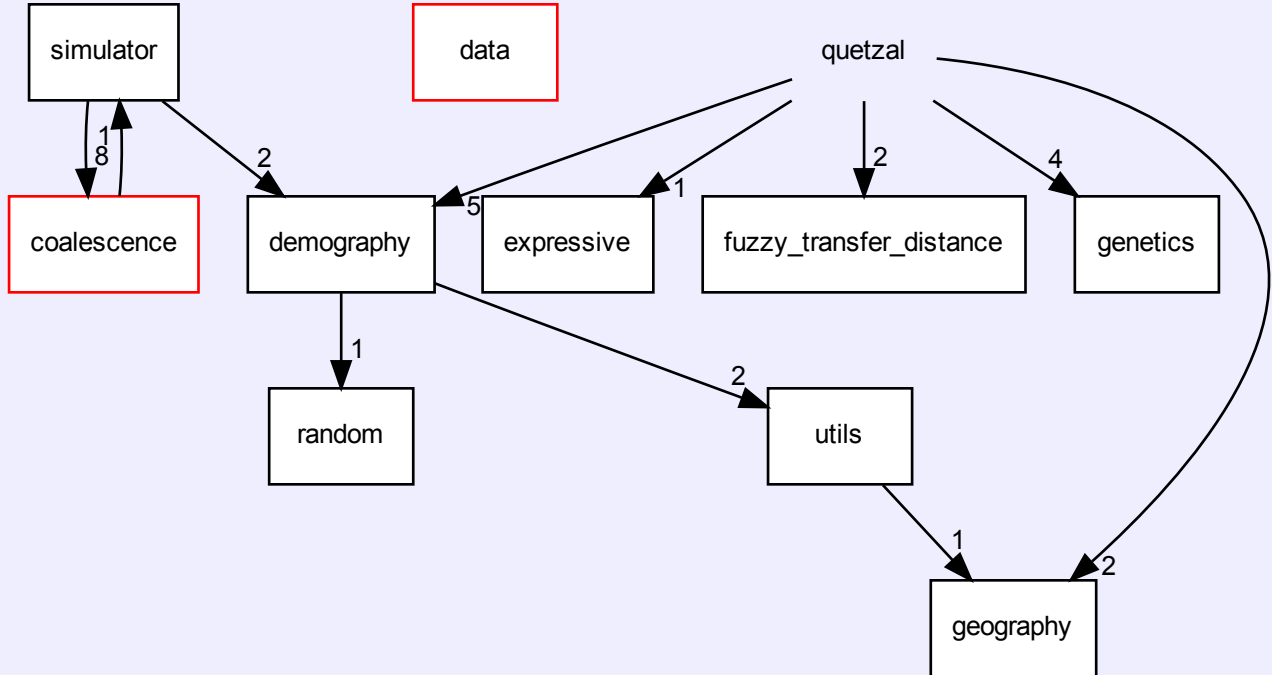 simulator
data
quetzal
1
8
2
5
1
2
4
coalescence
demography
expressive
fuzzy_transfer_distance
genetics
1
2
random
utils
1
2
geography